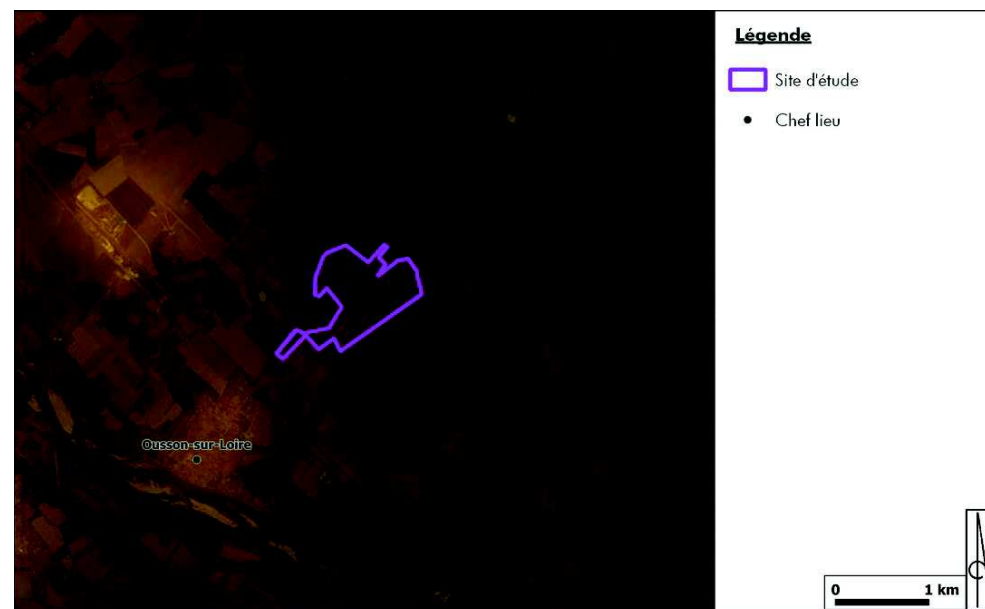 Légende
Site d'étude
Chef lieu
Ousson-sur-Loire
0 1 km